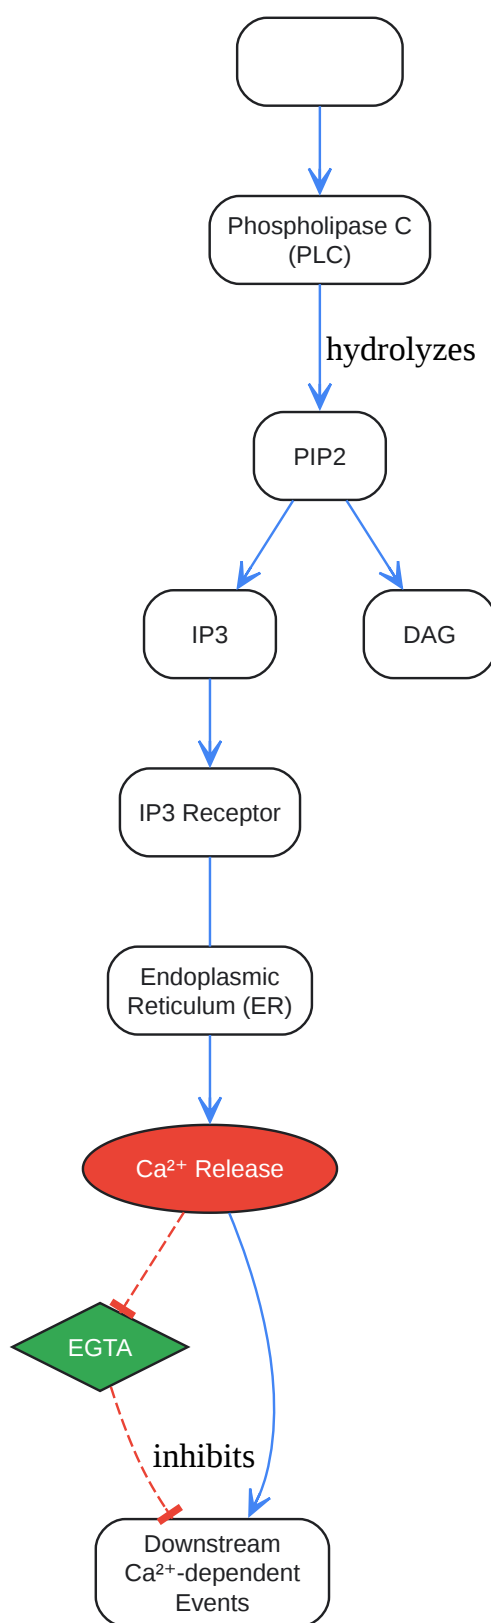 Phospholipase C
(PLC)
hydrolyzes
PIP2
IP3
DAG
IP3 Receptor
Endoplasmic
Reticulum (ER)
Ca²⁺ Release
EGTA
inhibits
Downstream
Ca²⁺-dependent
Events